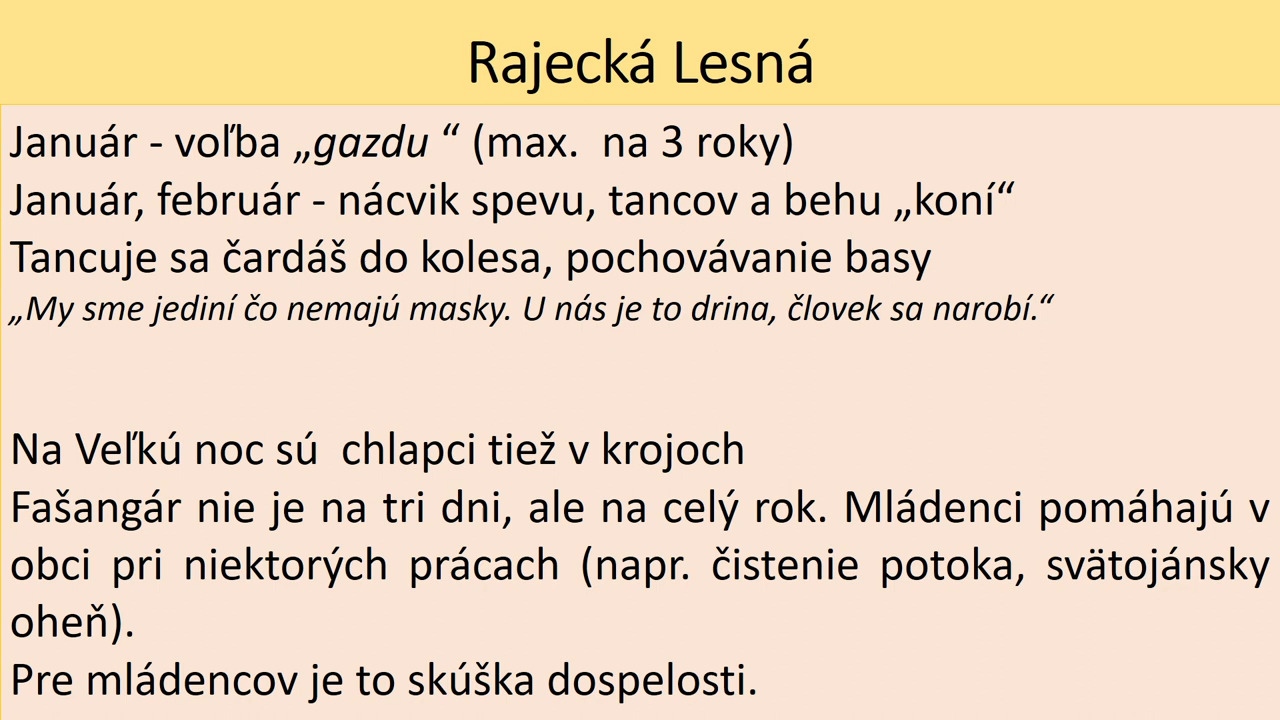 Rajecká Lesná
Január - voľba „gazdu “ (max.  na 3 roky)
Január, február - nácvik spevu, tancov a behu „koní“
Tancuje sa čardáš do kolesa, pochovávanie basy
„My sme jediní čo nemajú masky. U nás je to drina, človek sa narobí.“
Na Veľkú noc sú  chlapci tiež v krojoch
Fašangár nie je na tri dni, ale na celý rok. Mládenci pomáhajú v
obci pri niektorých prácach (napr. čistenie potoka, svätojánsky
oheň).
Pre mládencov je to skúška dospelosti.